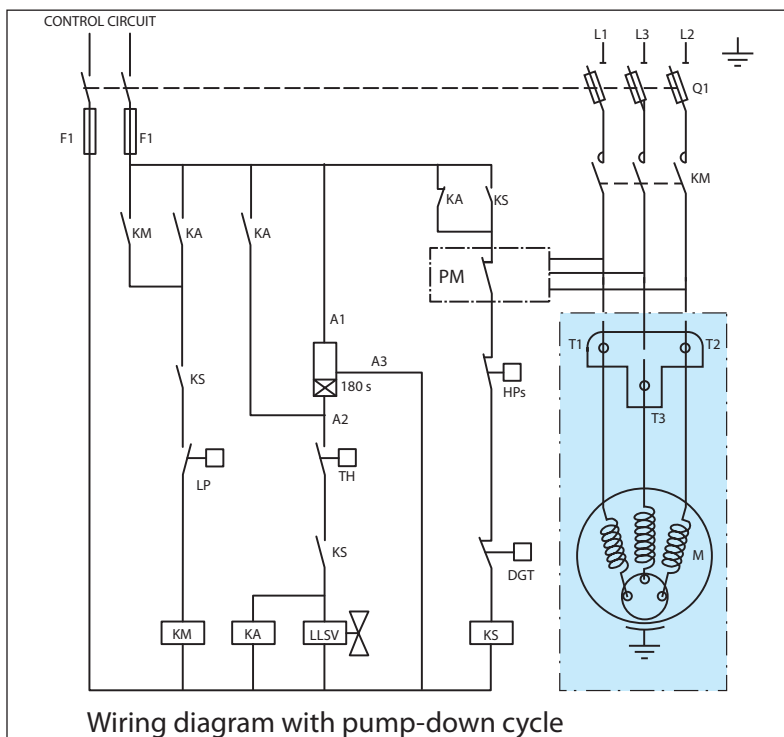 CONTROL CIRCUIT
L1 L3 L2
Q1
F1 F1
KM
KA KS
KM KA KA
PM
A1
T1 T2
A3
180 s
KS
HPs
A2
T3
LP TH
KS
M
DGT
KM KA LLSV KS
Wiring diagram with pump-down cycle